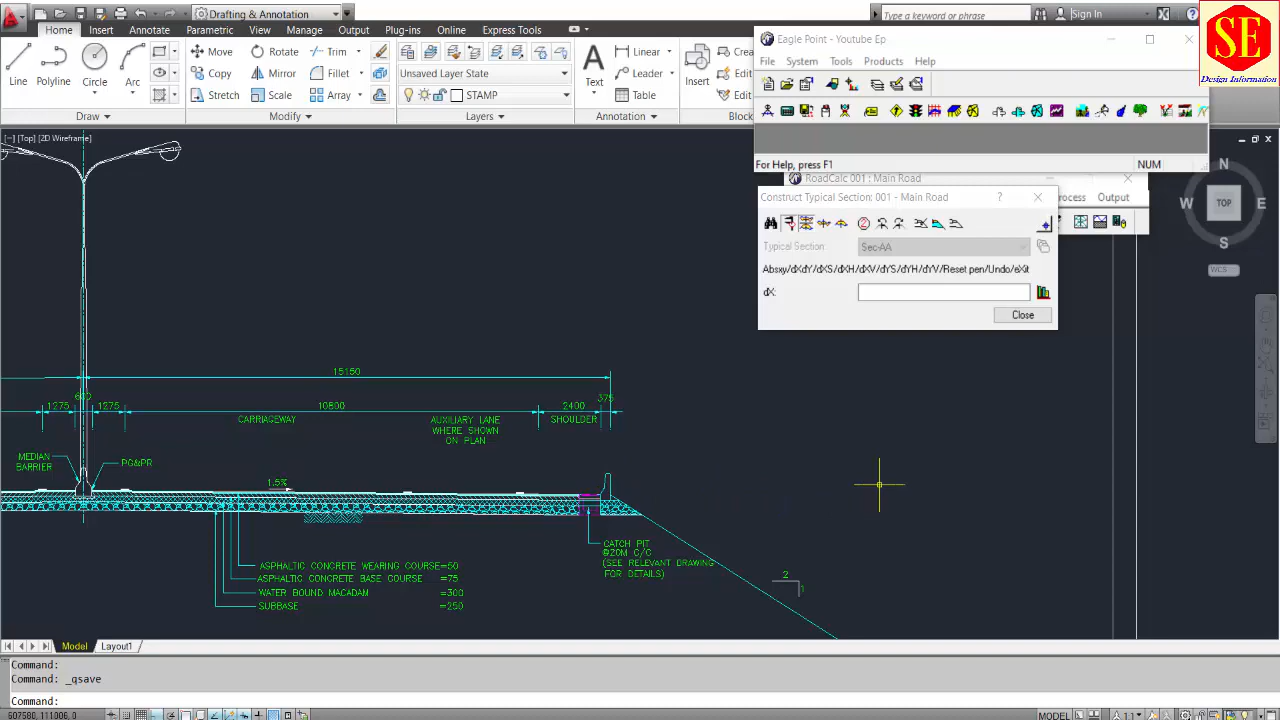 Drafting & Annotation
Type a keyword or phrase
Sign In
SE
Design Information
Home Insert Annotate Parametric View Manage Output Plug-ins Online Express Tools
Line Polyline Circle Arc
Move Rotate Trim
Copy Mirror Fillet
Stretch Scale Array
Unsaved Layer State
STAMP
Text
Linear
Leader
Table
Insert
Draw Modify Layers Annotation
Eagle Point - Youtube Ep
File System Tools Products Help
For Help, press F1 NUM
RoadCalc 001 : Main Road
Output
Construct Typical Section: 001 - Main Road
Typical Section: Sec-AA
Absxy/dXdY/dXS/dXH/dXV/dYS/dYH/dYV/Reset pen/Undo/eXit
dX:
Close
[−] [Top] [2D Wireframe]
N
W TOP E
S
WCS
15150
1275 1275 10800 2400 375
CARRIAGEWAY
AUXILIARY LANE
WHERE SHOWN
ON PLAN
SHOULDER
MEDIAN
BARRIER
PG&PR
1.5%
CATCH PIT
@20M C/C
(SEE RELEVANT DRAWING
FOR DETAILS)
2
1
ASPHALTIC CONCRETE WEARING COURSE=50
ASPHALTIC CONCRETE BASE COURSE =75
WATER BOUND MACADAM =300
SUBBASE =250
Model Layout1
Command:
Command: _qsave
Command:
MODEL
1:1